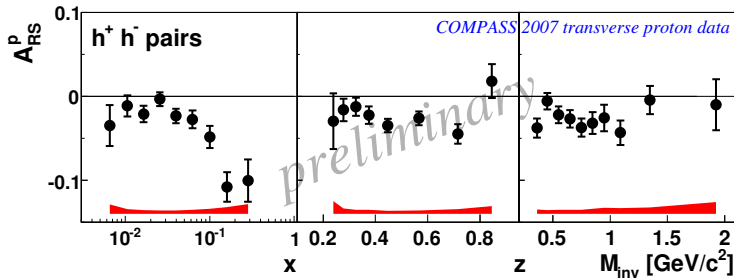 COMPASS 2007 transverse proton data
h⁺ h⁻ pairs
preliminary
A^p_RS
0.1
0
-0.1
10⁻² 10⁻¹ 1
0.2 0.4 0.6 0.8
0.5 1 1.5 2
x
z
M_inv [GeV/c²]